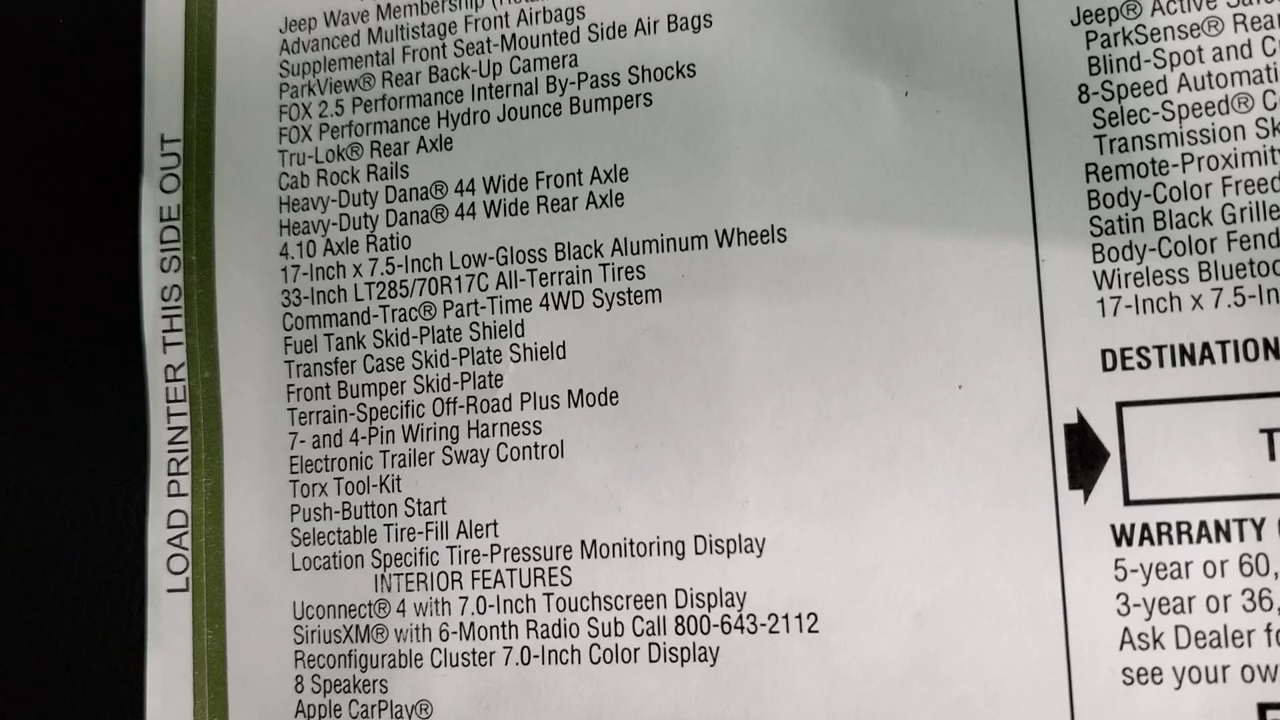 LOAD PRINTER THIS SIDE OUT
Jeep Wave Membership
Advanced Multistage Front Airbags
Supplemental Front Seat-Mounted Side Air Bags
ParkView® Rear Back-Up Camera
FOX 2.5 Performance Internal By-Pass Shocks
FOX Performance Hydro Jounce Bumpers
Tru-Lok® Rear Axle
Cab Rock Rails
Heavy-Duty Dana® 44 Wide Front Axle
Heavy-Duty Dana® 44 Wide Rear Axle
4.10 Axle Ratio
17-Inch x 7.5-Inch Low-Gloss Black Aluminum Wheels
33-Inch LT285/70R17C All-Terrain Tires
Command-Trac® Part-Time 4WD System
Fuel Tank Skid-Plate Shield
Transfer Case Skid-Plate Shield
Front Bumper Skid-Plate
Terrain-Specific Off-Road Plus Mode
7- and 4-Pin Wiring Harness
Electronic Trailer Sway Control
Torx Tool-Kit
Push-Button Start
Selectable Tire-Fill Alert
Location Specific Tire-Pressure Monitoring Display
INTERIOR FEATURES
Uconnect® 4 with 7.0-Inch Touchscreen Display
SiriusXM® with 6-Month Radio Sub Call 800-643-2112
Reconfigurable Cluster 7.0-Inch Color Display
8 Speakers
Apple CarPlay®
Jeep® Active
ParkSense® Rear
Blind-Spot and
8-Speed Automati
Selec-Speed® C
Transmission Sk
Remote-Proximit
Body-Color Freed
Satin Black Grille
Body-Color Fend
Wireless Bluetoo
17-Inch x 7.5-In
DESTINATION
T
WARRANTY
5-year or 60,
3-year or 36,
Ask Dealer fo
see your ow